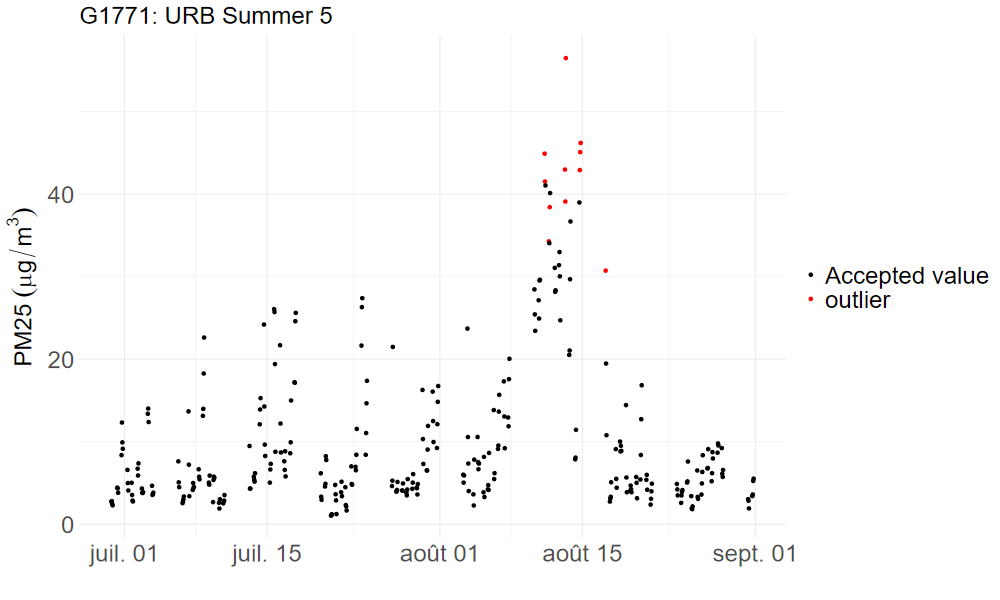 G1771: URB Summer 5
PM25 (μg/m³)
40
20
0
juil. 01 juil. 15 août 01 août 15 sept. 01
Accepted value
outlier